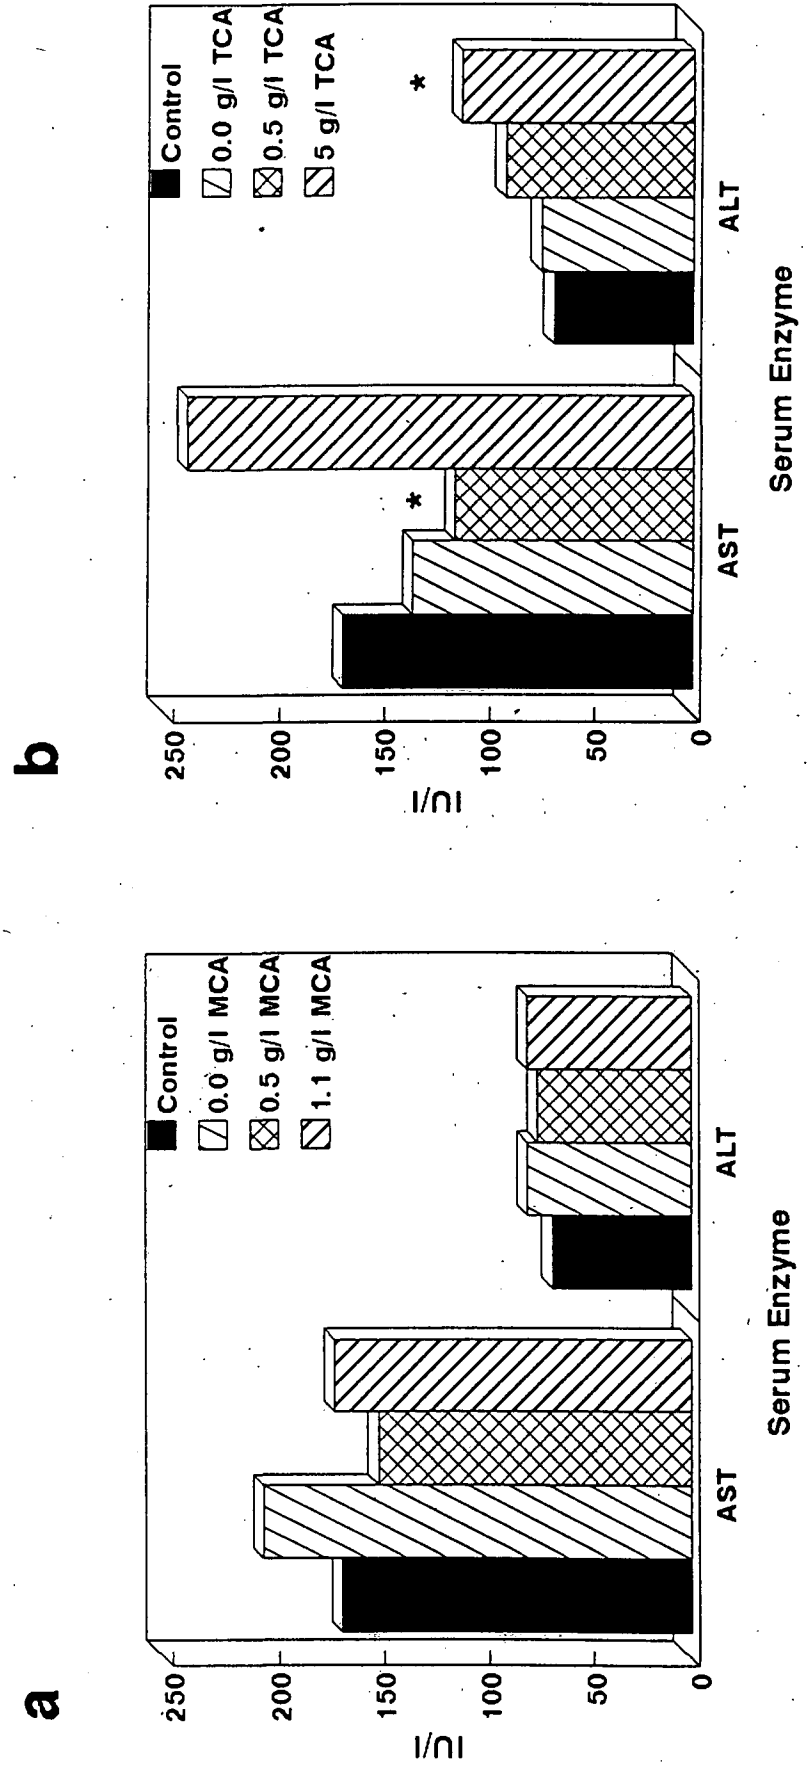 a
IU/l
250
200
150
100
50
0
Control
0.0 g/l MCA
0.5 g/l MCA
1.1 g/l MCA
AST
ALT
Serum Enzyme
b
IU/l
250
200
150
100
50
0
Control
0.0 g/l TCA
0.5 g/l TCA
5 g/l TCA
*
*
AST
ALT
Serum Enzyme